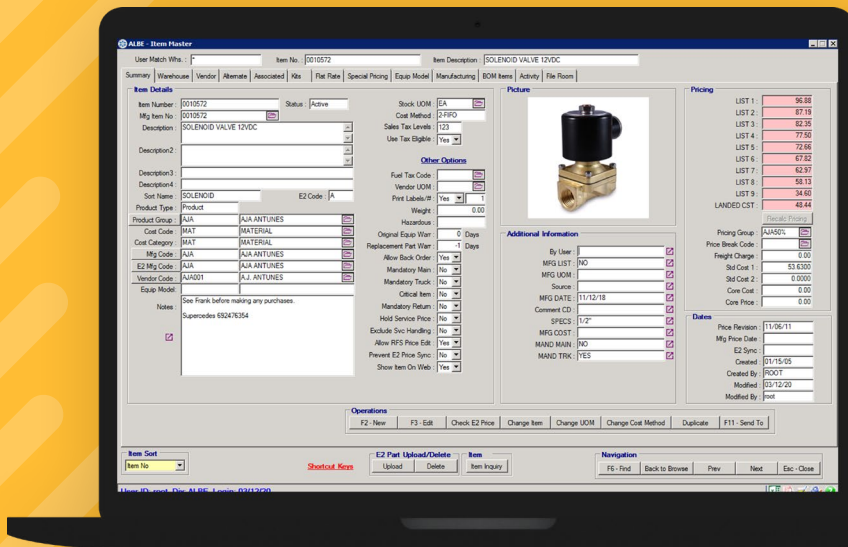 ALBE - Item Master
User Match Whs. : * Item No. : 0010572 Item Description : SOLENOID VALVE 12VDC
Summary Warehouse Vendor Alternate Associated Kits Flat Rate Special Pricing Equip Model Manufacturing BOM Items Activity File Room
Item Details
Item Number : 0010572 Status : Active
Mfg Item No : 0010572
Description : SOLENOID VALVE 12VDC
Description2 :
Description3 :
Description4 :
Sort Name : SOLENOID E2 Code : A
Product Type : Product
Product Group : AJA AJA ANTUNES
Cost Code : MAT MATERIAL
Cost Category : MAT MATERIAL
Mfg Code : AJA AJA ANTUNES
E2 Mfg Code : AJA AJA ANTUNES
Vendor Code : AJA001 A.J. ANTUNES
Equip Model:
Notes : See Frank before making any purchases.
Supercedes 692476354
Stock UOM : EA
Cost Method : 2-FIFO
Sales Tax Levels : 123
Use Tax Eligible : Yes
Other Options
Fuel Tax Code :
Vendor UOM :
Print Labels/# Yes 1
Weight : 0.00
Hazardous :
Original Equip Warr : 0 Days
Replacement Part Warr : -1 Days
Allow Back Order : Yes
Mandatory Main : No
Mandatory Truck : No
Critical Item : No
Mandatory Return : No
Hold Service Price : No
Exclude Svc Handling : No
Allow RFS Price Edit : Yes
Prevent E2 Price Sync : No
Show Item On Web : Yes
Picture
Additional Information
By User :
MFG LIST : NO
MFG UOM :
Source :
MFG DATE : 11/12/18
Comment CD :
SPECS : 1/2"
MFG COST :
MAND MAIN : NO
MAND TRK : YES
Pricing
LIST 1 : 96.88
LIST 2 : 87.19
LIST 3 : 82.35
LIST 4 : 77.50
LIST 5 : 72.66
LIST 6 : 67.82
LIST 7 : 62.97
LIST 8 : 58.13
LIST 9 : 34.60
LANDED CST : 48.44
Recalc Pricing
Pricing Group : AJA50%
Price Break Code :
Freight Charge : 0.00
Std Cost 1 : 53.6300
Std Cost 2 : 0.0000
Core Cost : 0.00
Core Price : 0.00
Dates
Price Revision : 11/06/11
Mfg Price Date :
E2 Sync :
Created : 01/15/05
Created By : ROOT
Modified : 03/12/20
Modified By : root
Operations
F2 - New F3 - Edit Check E2 Price Change Item Change UOM Change Cost Method Duplicate F11 - Send To
Item Sort
Item No
Shortcut Keys
E2 Part Upload/Delete
Upload Delete
Item
Item Inquiry
Navigation
F6 - Find Back to Browse Prev Next Esc - Close
User ID: root Div ALBE Login: 03/12/20